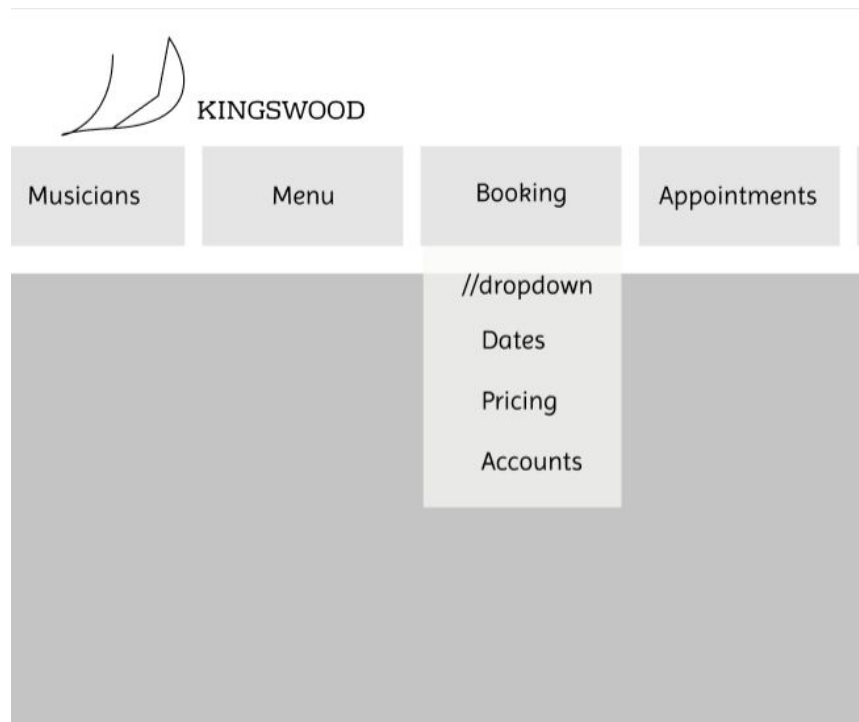 KINGSWOOD
Musicians Menu Booking Appointments
//dropdown
Dates
Pricing
Accounts